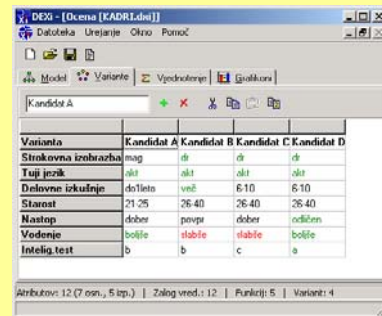 DEXi - [Ocena [KADRI.dxi]]
Datoteka Urejanje Okno Pomoč
Model Variante Vrednotenje Grafikoni
Kandidat A
Varianta Kandidat A Kandidat B Kandidat C Kandidat D
Strokovna izobrazba mag dr dr dr
Tuji jezik akt akt akt akt
Delovne izkušnje do1leto več 6-10 6-10
Starost 21-25 26-40 26-40 26-40
Nastop dober povpr dober odličen
Vodenje boljše slabše slabše boljše
Intelig.test b b c a
Atributov: 12 (7 osn., 5 izp.) Zalog vred.: 12 Funkcij: 5 Variant: 4